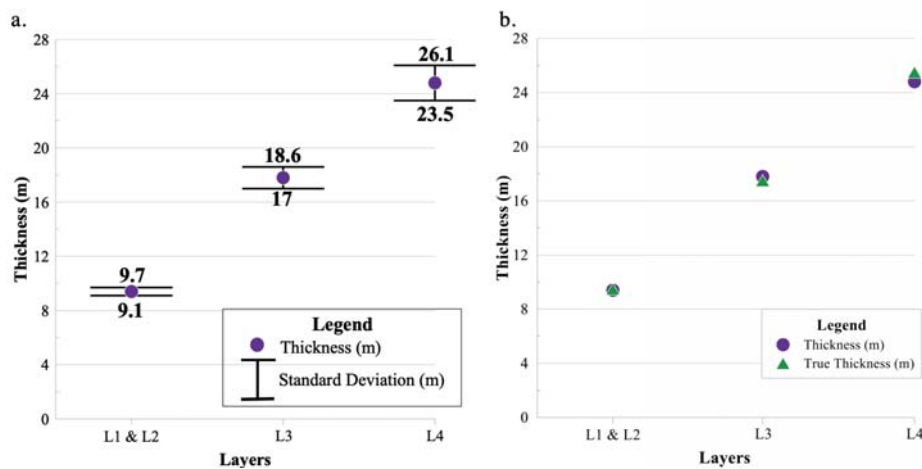 a.
28
24
20
16
12
8
4
0
Thickness (m)
26.1
23.5
18.6
17
9.7
9.1
Legend
Thickness (m)
Standard Deviation (m)
L1 & L2
L3
L4
Layers
b.
28
24
20
16
12
8
4
0
Thickness (m)
Legend
Thickness (m)
True Thickness (m)
L1 & L2
L3
L4
Layers